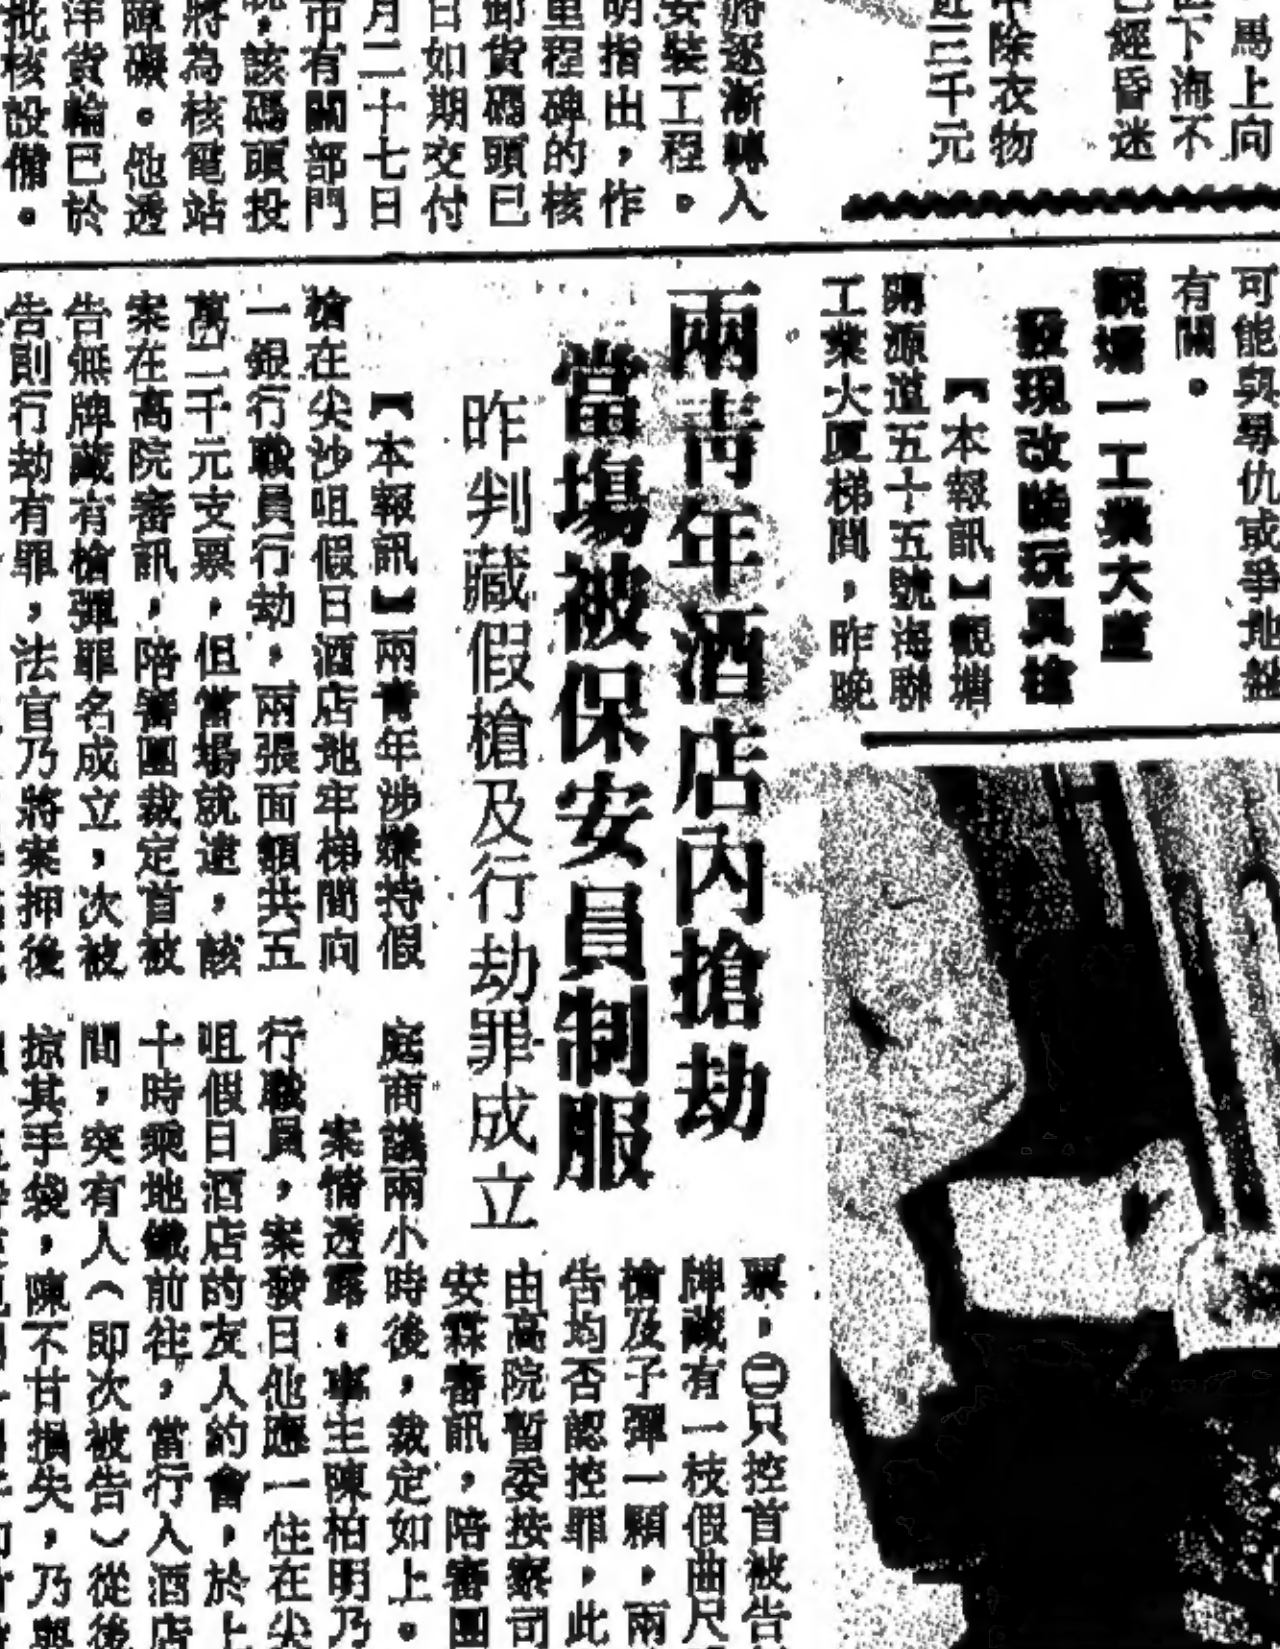 馬上向
下海不
經昏迷
除衣物
近三千元
將逐漸轉入
安裝工程。
明指出，作
里程碑的核
卸貨碼頭已
日如期交付
月二十七日
市有關部門
，該碼頭投
將為核電站
障礙。他透
洋貨輪已於
批核設備。
可能與尋仇或爭地盤
有關。
觀塘一工業大廈
發現改裝玩具槍
【本報訊】觀塘
鴻源道五十五號海聯
工業大厦梯間，昨晚
兩青年酒店內搶劫
當場被保安員制服
昨判藏假槍及行劫罪成立
【本報訊】兩青年涉嫌持假
槍在尖沙咀假日酒店地牢梯間向
一銀行職員行劫，兩張面額共五
萬二千元支票，但當場就逮，該
案在高院審訊，陪審團裁定首被
告無牌藏有槍彈罪名成立，次被
告則行劫有罪，法官乃將案押後
票，㊁只控首被告
牌藏有一枝假曲尺
槍及子彈一顆，兩
告均否認控罪，此
由高院暫委按察司
安霖審訊，陪審團
庭商議兩小時後，裁定如上。
案情透露，事主陳柏明乃
行職員，案發日他應一住在尖
咀假日酒店的友人約會，於上
十時乘地鐵前往，當行入酒店
間，突有人（即次被告）從後
掠其手袋，陳不甘損失，乃與